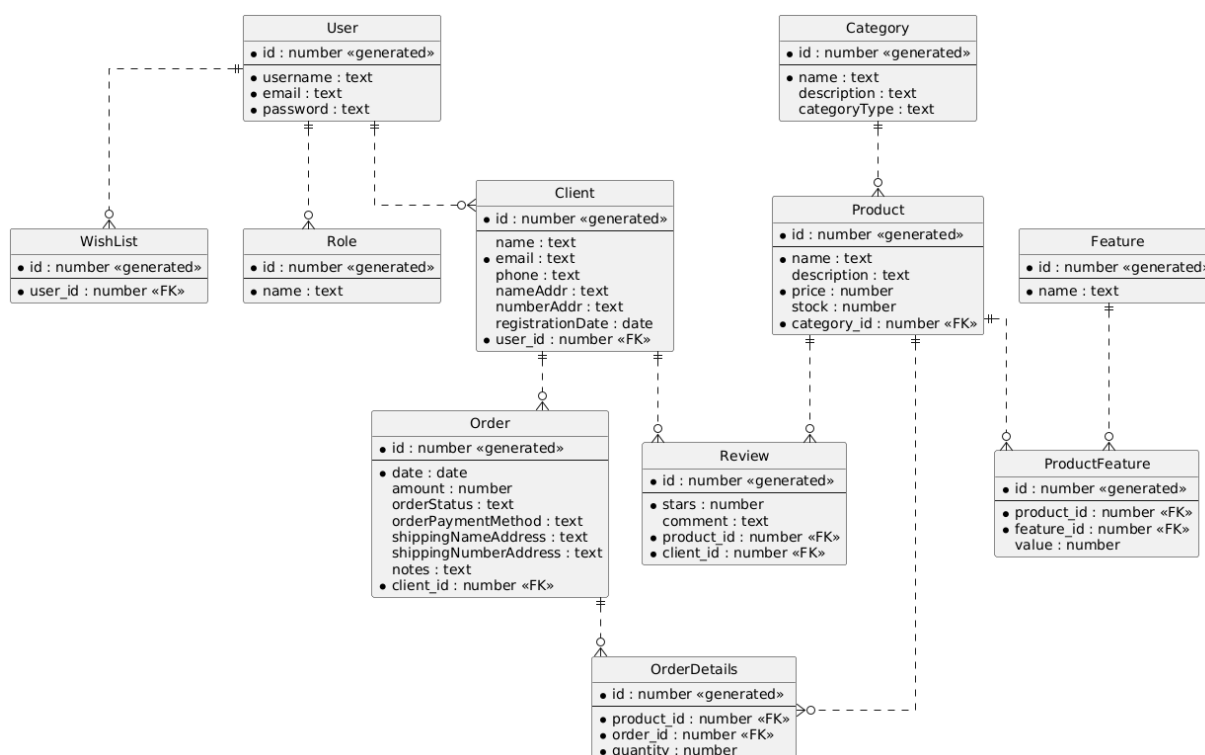 User
id : number «generated»
username : text
email : text
password : text
Category
id : number «generated»
name : text
description : text
categoryType : text
Client
id : number «generated»
name : text
email : text
phone : text
nameAddr : text
numberAddr : text
registrationDate : date
user_id : number «FK»
Product
id : number «generated»
name : text
description : text
price : number
stock : number
category_id : number «FK»
WishList
id : number «generated»
user_id : number «FK»
Role
id : number «generated»
name : text
Feature
id : number «generated»
name : text
Order
id : number «generated»
date : date
amount : number
orderStatus : text
orderPaymentMethod : text
shippingNameAddress : text
shippingNumberAddress : text
notes : text
client_id : number «FK»
Review
id : number «generated»
stars : number
comment : text
product_id : number «FK»
client_id : number «FK»
ProductFeature
id : number «generated»
product_id : number «FK»
feature_id : number «FK»
value : number
OrderDetails
id : number «generated»
product_id : number «FK»
order_id : number «FK»
quantity : number